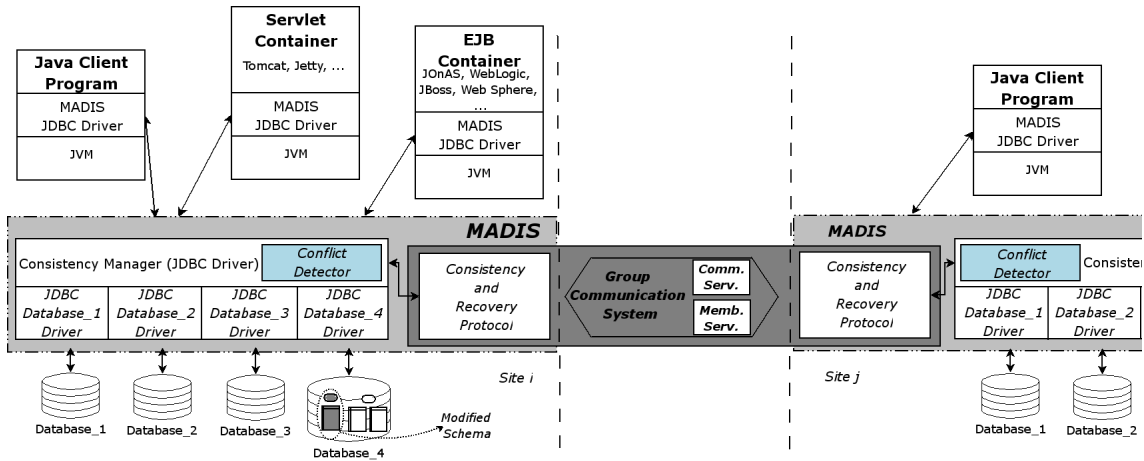 Java Client
Program
MADIS
JDBC Driver
JVM
Servlet
Container
Tomcat, Jetty, ...
MADIS
JDBC Driver
JVM
EJB
Container
JOnAS, WebLogic,
JBoss, Web Sphere,
...
MADIS
JDBC Driver
JVM
Java Client
Program
MADIS
JDBC Driver
JVM
MADIS
Consistency Manager (JDBC Driver)
Conflict
Detector
JDBC
Database_1
Driver
JDBC
Database_2
Driver
JDBC
Database_3
Driver
JDBC
Database_4
Driver
Consistency
and
Recovery
Protocol
Group
Communication
System
Comm.
Serv.
Memb.
Serv.
MADIS
Consistency
and
Recovery
Protocol
Conflict
Detector
Consiste
JDBC
Database_1
Driver
JDBC
Database_2
Driver
Site i
Site j
Database_1
Database_2
Database_3
Database_4
Modified
Schema
Database_1
Database_2